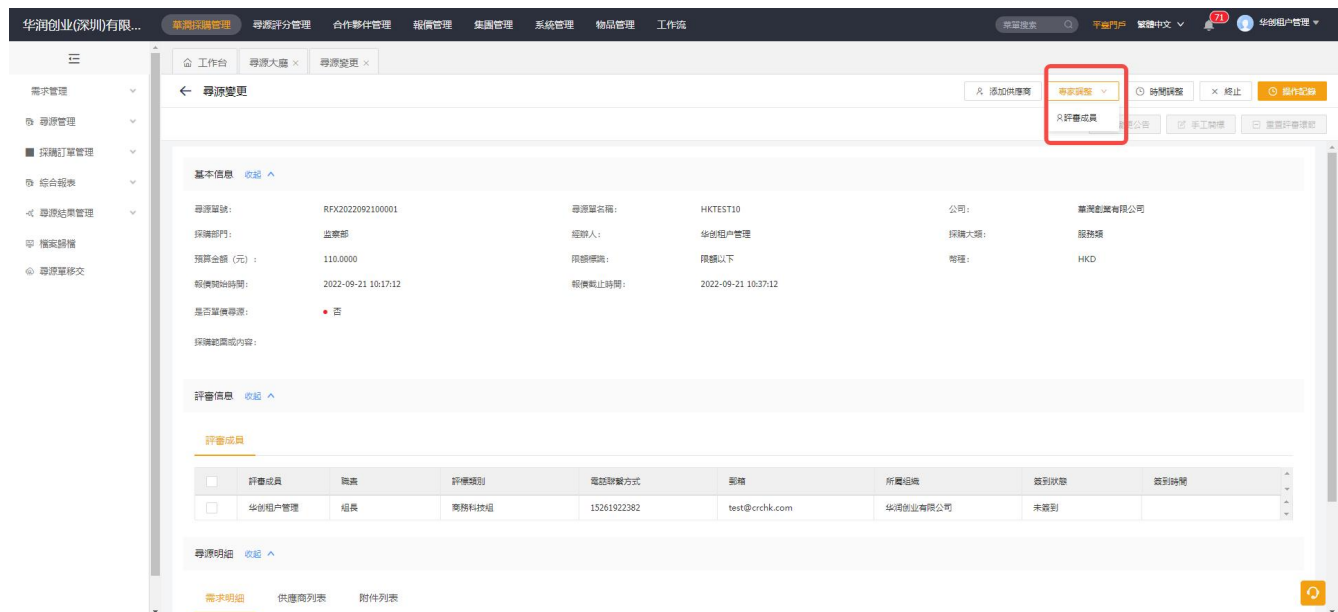 华润创业(深圳)有限... 華潤採購管理 尋源評分管理 合作夥伴管理 報價管理 集團管理 系統管理 物品管理 工作流 菜單搜索 平臺門戶 繁體中文 71 华创租户管理
工作台 尋源大廳 × 尋源變更 ×
需求管理
尋源管理
採購訂單管理
綜合報表
尋源結果管理
檔案歸檔
尋源單移交
← 尋源變更 添加供應商 專家調整 時間調整 × 終止 操作記錄
評審成員 公告 手工開標 重置評審環節
基本信息 收起
尋源單號: RFX2022092100001 尋源單名稱: HKTEST10 公司: 華潤創業有限公司
採購部門: 监察部 經辦人: 华创租户管理 採購大類: 服務類
預算金額 (元) : 110.0000 限額標識: 限額以下 幣種: HKD
報價開始時間: 2022-09-21 10:17:12 報價截止時間: 2022-09-21 10:37:12
是否單價尋源: 否
採購範圍或內容:
評審信息 收起
評審成員
評審成員 職責 評標類別 電話聯繫方式 郵箱 所屬組織 簽到狀態 簽到時間
华创租户管理 組長 商務科技組 15261922382 test@crchk.com 华润创业有限公司 未簽到
尋源明細 收起
需求明細 供應商列表 附件列表